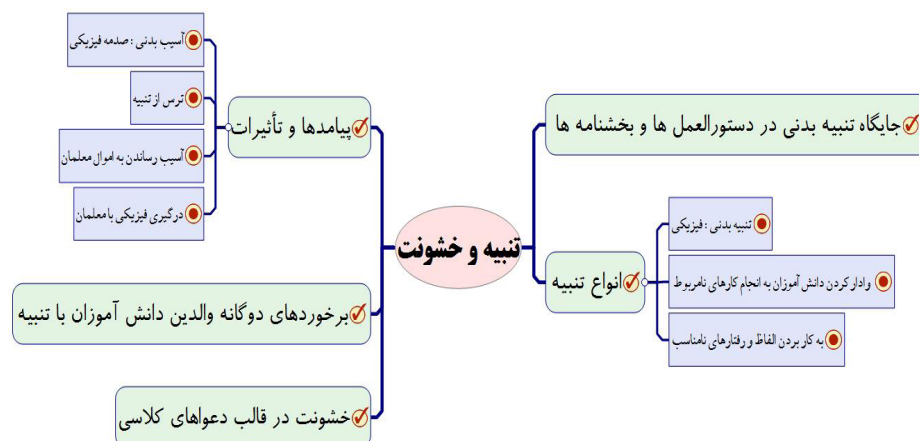 تنبیه و خشونت
جایگاه تنبیه بدنی در دستورالعمل ها و بخشنامه ها
انواع تنبیه
تنبیه بدنی : فیزیکی
وادار کردن دانش آموزان به انجام کارهای نامربوط
به کار بردن الفاظ و رفتارهای نامناسب
پیامدها و تأثیرات
آسیب بدنی : صدمه فیزیکی
ترس از تنبیه
آسیب رساندن به اموال معلمان
درگیری فیزیکی با معلمان
برخوردهای دوگانه والدین دانش آموزان با تنبیه
خشونت در قالب دعواهای کلاسی